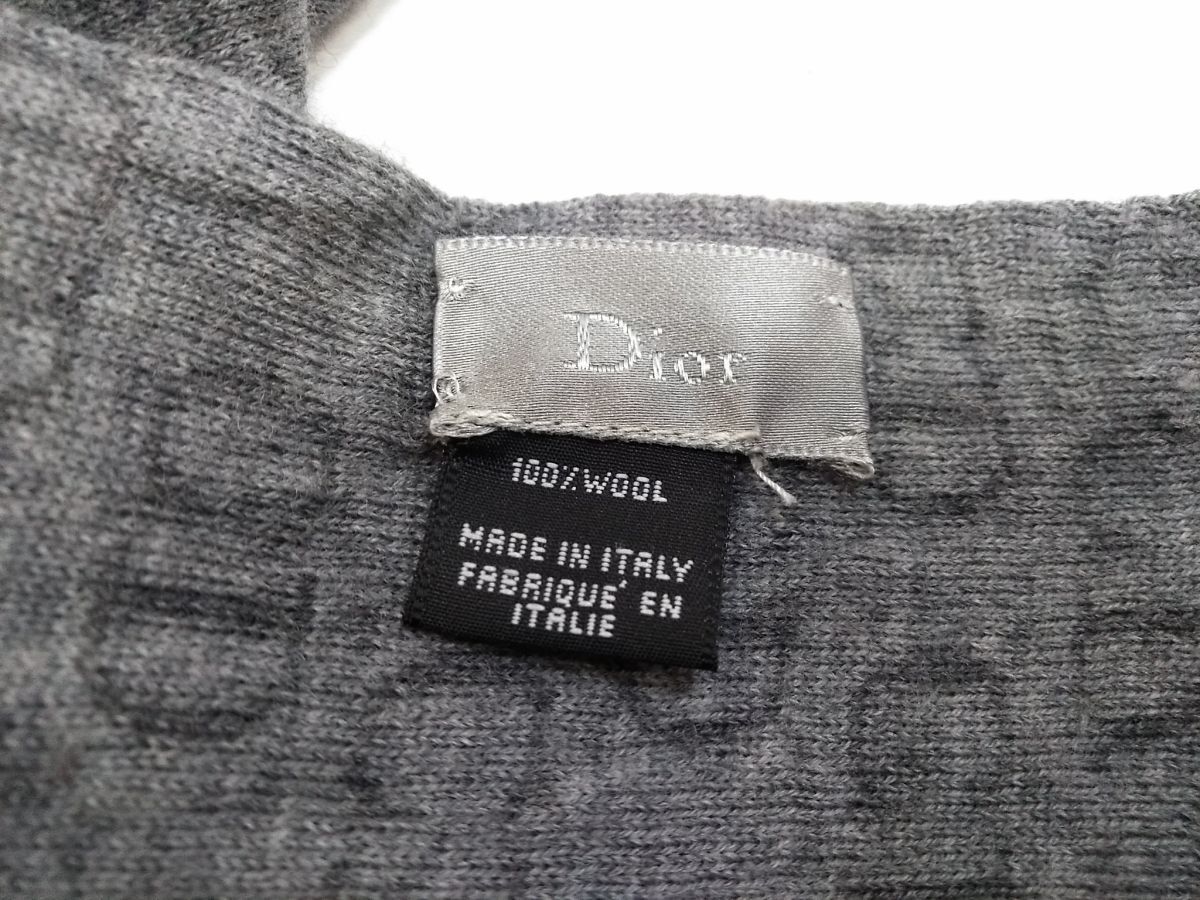 Dior
100%WOOL
MADE IN ITALY
FABRIQUE' EN
ITALIE